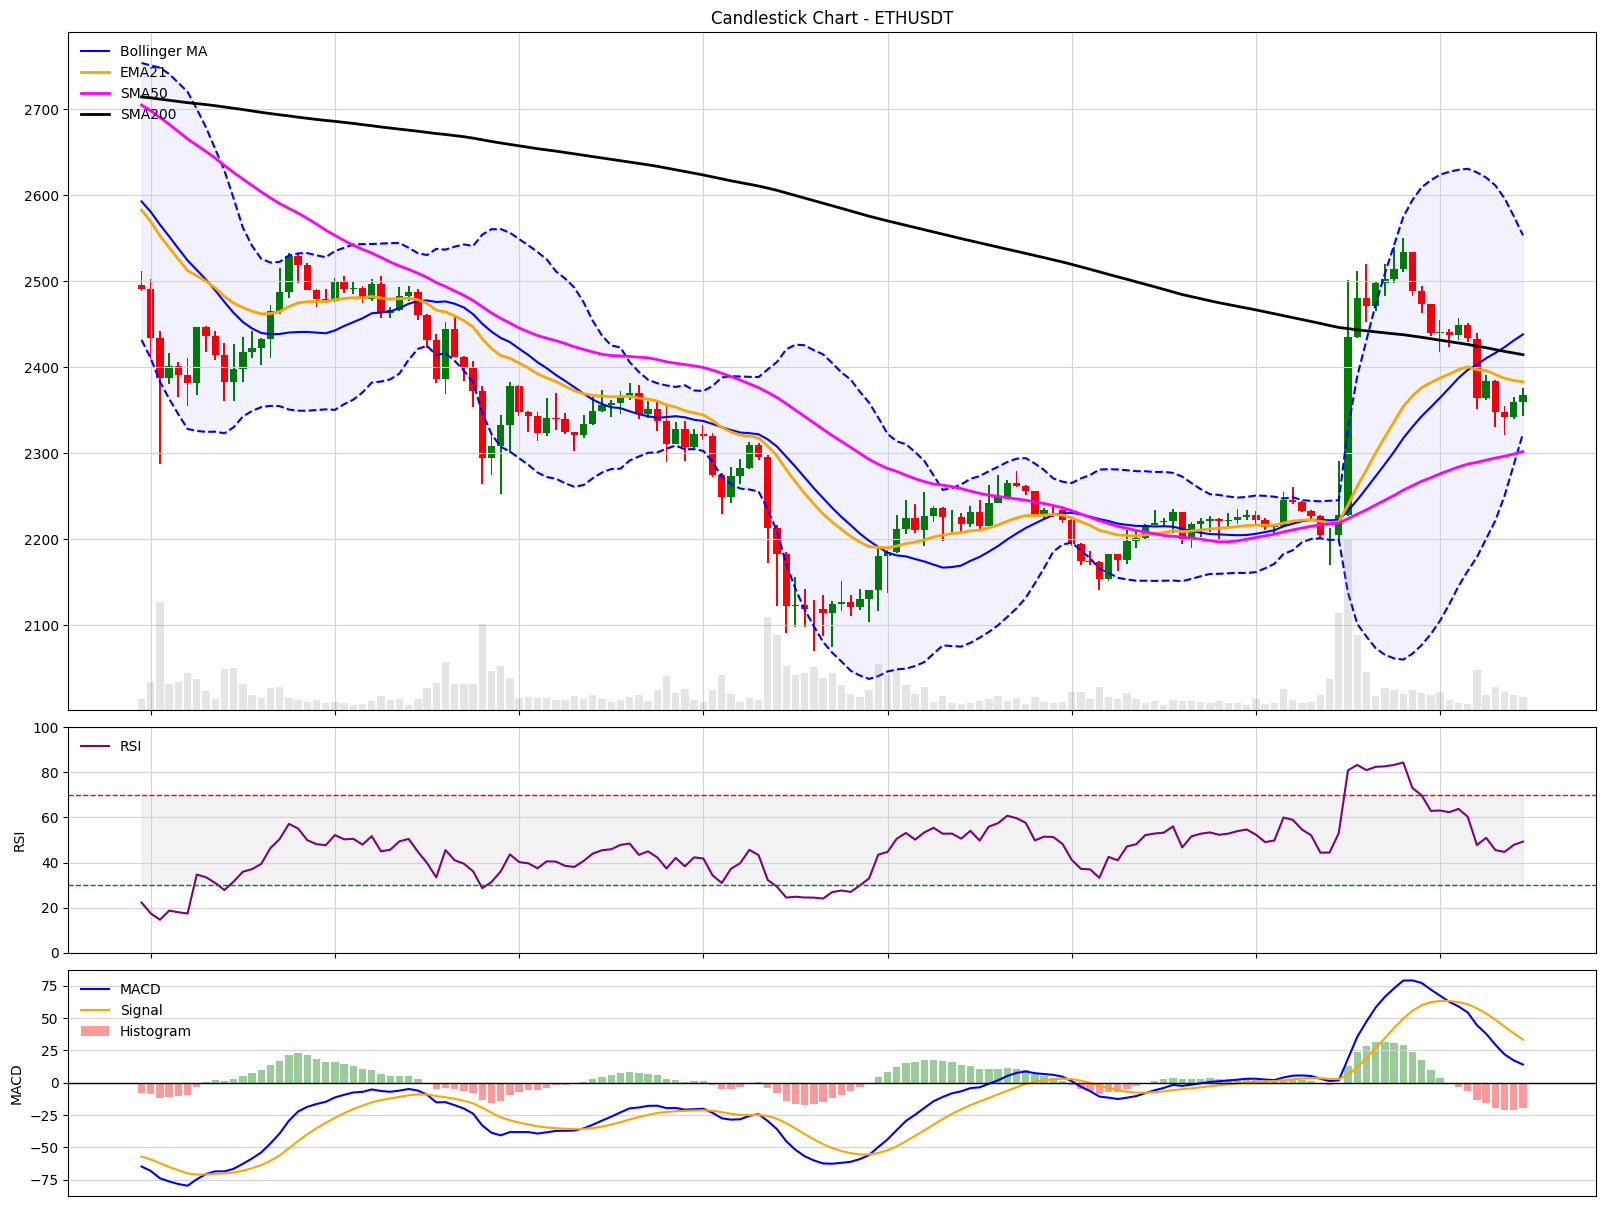 Candlestick Chart - ETHUSDT
Bollinger MA
EMA21
SMA50
SMA200
2700
2600
2500
2400
2300
2200
2100
RSI
100
80
60
40
20
0
RSI
MACD
Signal
Histogram
75
50
25
0
−25
−50
−75
MACD